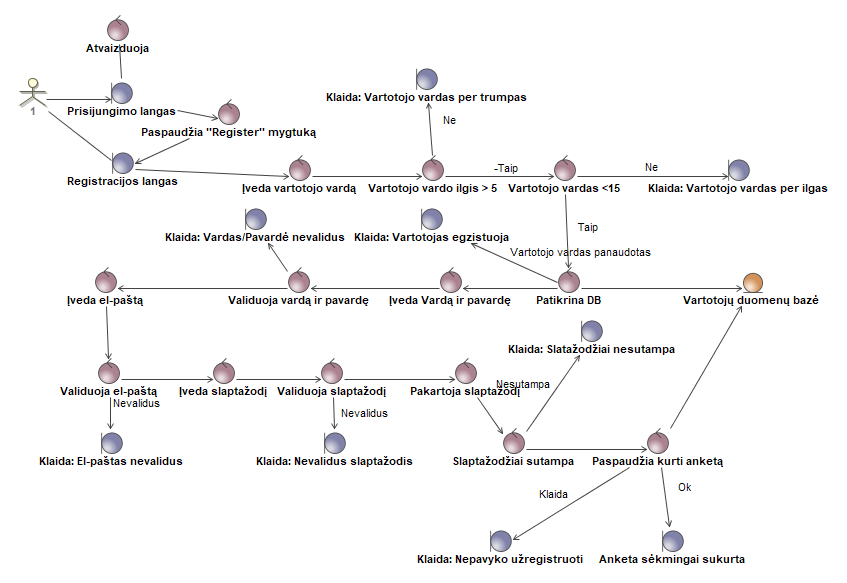 Atvaizduoja
1
Prisijungimo langas
Paspaudžia "Register" mygtuką
Klaida: Vartotojo vardas per trumpas
Ne
Registracijos langas
Įveda vartotojo vardą
Vartotojo vardo ilgis > 5
-Taip
Vartotojo vardas <15
Ne
Klaida: Vartotojo vardas per ilgas
Taip
Klaida: Vardas/Pavardė nevalidus
Klaida: Vartotojas egzistuoja
Vartotojo vardas panaudotas
Įveda el-paštą
Validuoja vardą ir pavardę
Įveda Vardą ir pavardę
Patikrina DB
Vartotojų duomenų bazė
Klaida: Slatažodžiai nesutampa
Validuoja el-paštą
Įveda slaptažodį
Validuoja slaptažodį
Pakartoja slaptažodį
Nesutampa
Nevalidus
Nevalidus
Klaida: El-paštas nevalidus
Klaida: Nevalidus slaptažodis
Slaptažodžiai sutampa
Paspaudžia kurti anketą
Klaida
Ok
Klaida: Nepavyko užregistruoti
Anketa sėkmingai sukurta